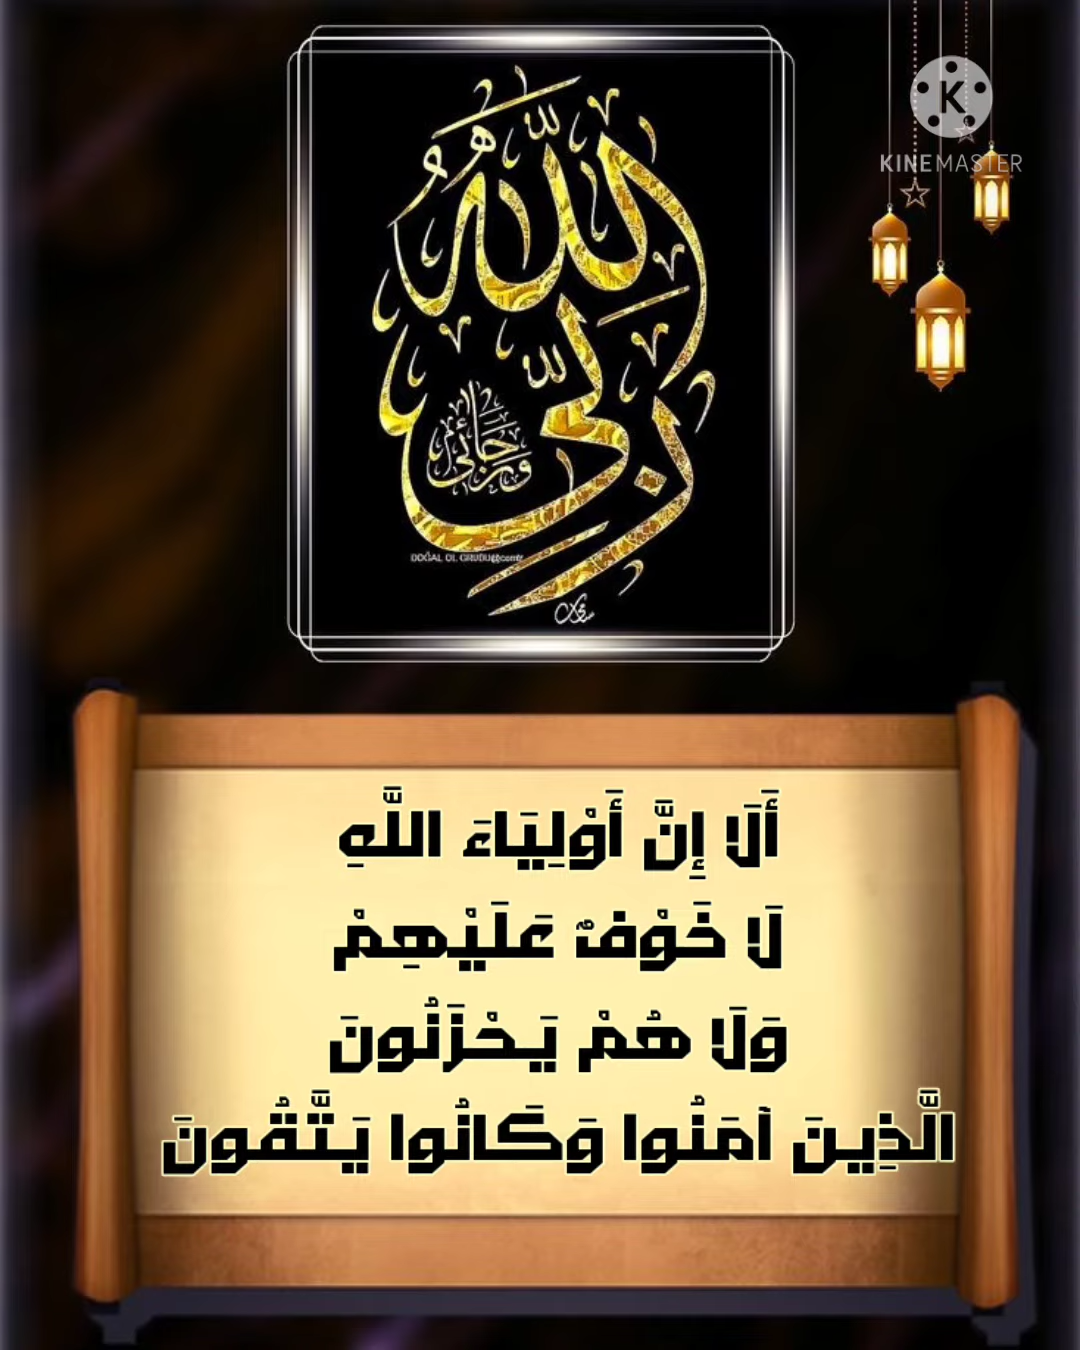 K
KINEMASTER
الله ربي
ورجائي
أَلَا إِنَّ أَوْلِيَاءَ اللَّهِ
لَا خَوْفٌ عَلَيْهِمْ
وَلَا هُمْ يَحْزَنُونَ
الَّذِينَ آمَنُوا وَكَانُوا يَتَّقُونَ